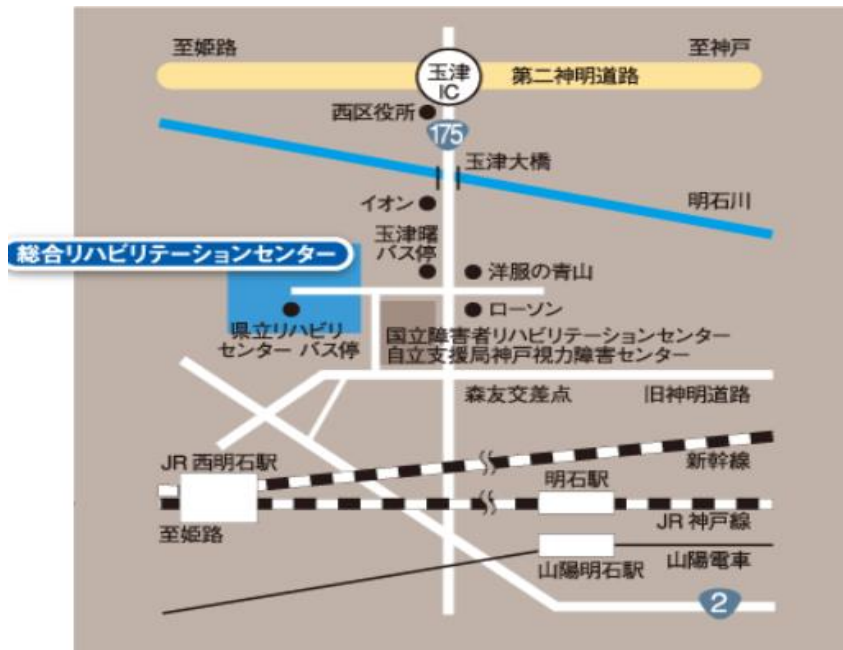 至姫路
至神戸
玉津
IC
第二神明道路
西区役所
175
玉津大橋
イオン
明石川
玉津曙
バス停
総合リハビリテーションセンター
洋服の青山
ローソン
県立リハビリ
センター バス停
国立障害者リハビリテーションセンター
自立支援局神戸視力障害センター
森友交差点
旧神明道路
JR 西明石駅
新幹線
明石駅
JR 神戸線
至姫路
山陽明石駅
山陽電車
2